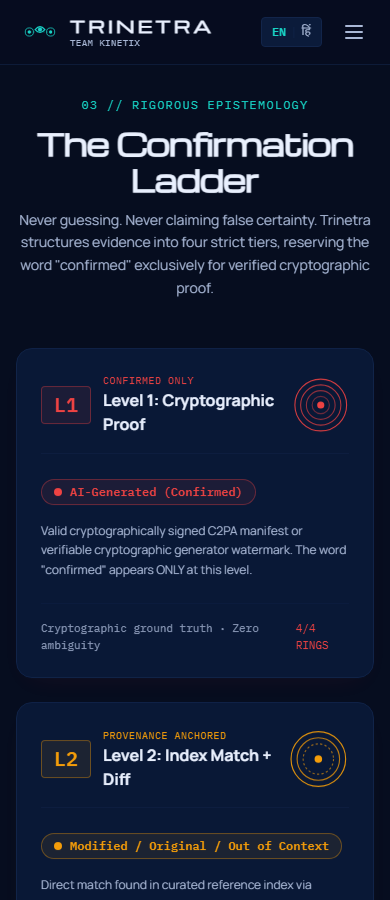 TRINETRA
TEAM KINETIX
EN हिं
03 // RIGOROUS EPISTEMOLOGY
The Confirmation
Ladder
Never guessing. Never claiming false certainty. Trinetra
structures evidence into four strict tiers, reserving the
word "confirmed" exclusively for verified cryptographic
proof.
L1
CONFIRMED ONLY
Level 1: Cryptographic
Proof
AI-Generated (Confirmed)
Valid cryptographically signed C2PA manifest or
verifiable cryptographic generator watermark. The word
"confirmed" appears ONLY at this level.
Cryptographic ground truth · Zero
ambiguity
4/4
RINGS
L2
PROVENANCE ANCHORED
Level 2: Index Match +
Diff
Modified / Original / Out of Context
Direct match found in curated reference index via